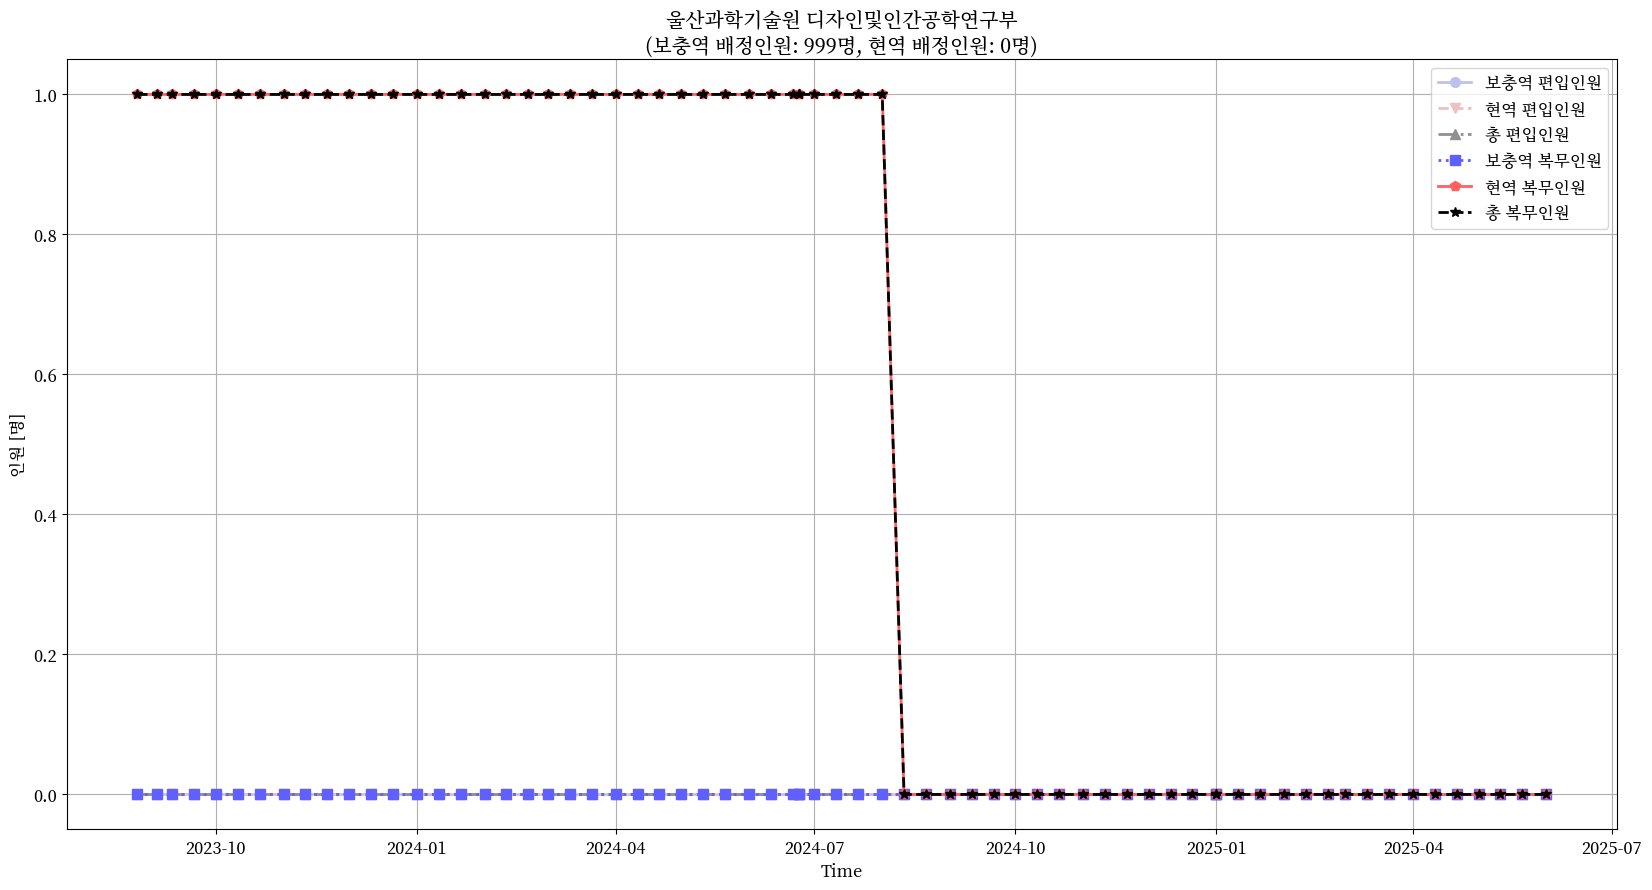 울산과학기술원 디자인및인간공학연구부
(보충역 배정인원: 999명, 현역 배정인원: 0명)
보충역 편입인원
현역 편입인원
총 편입인원
보충역 복무인원
현역 복무인원
총 복무인원
인원 [명]
1.0
0.8
0.6
0.4
0.2
0.0
2023-10
2024-01
2024-04
2024-07
2024-10
2025-01
2025-04
2025-07
Time